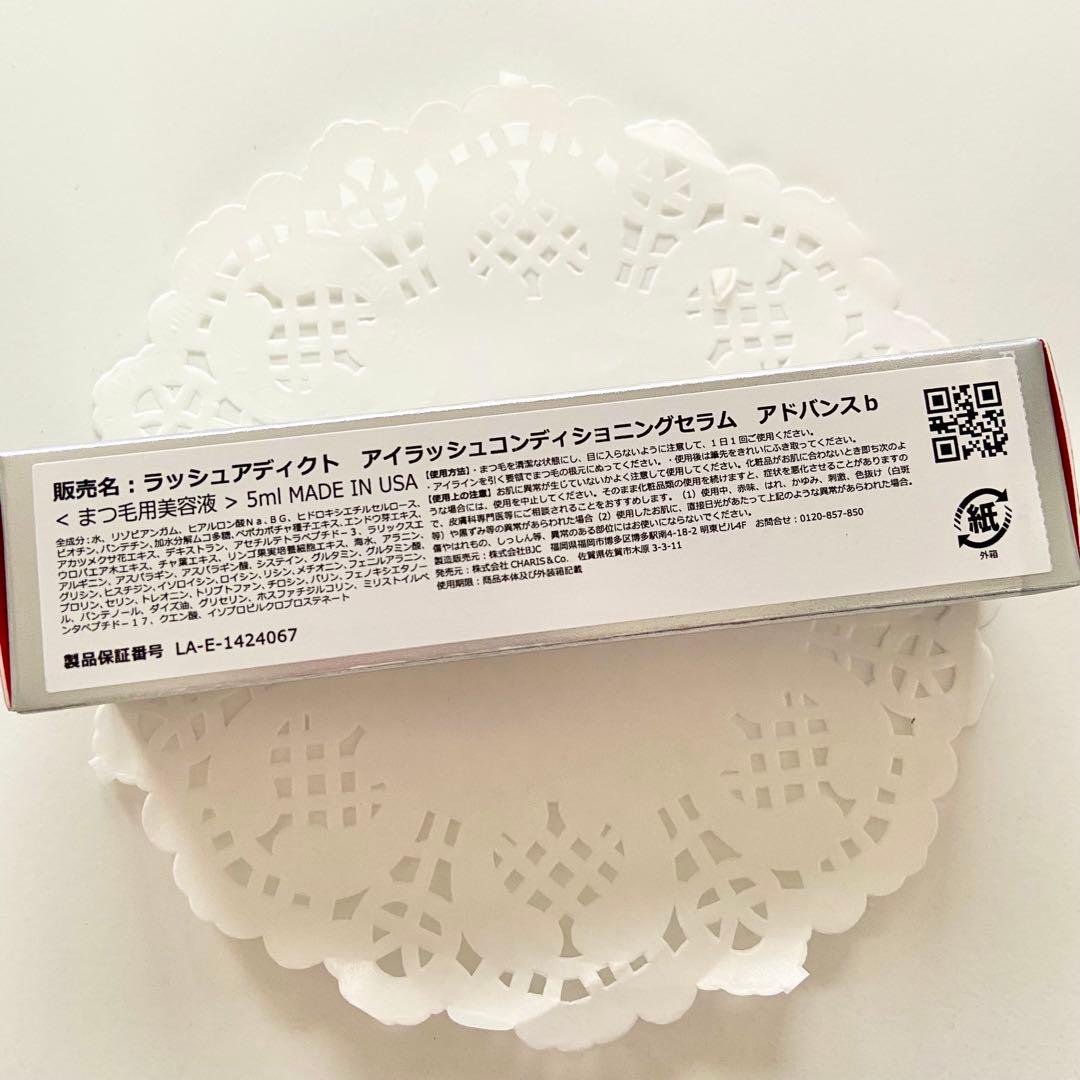 販売名：ラッシュアディクト　アイラッシュコンディショニングセラム　アドバンスb
< まつ毛用美容液 > 5ml MADE IN USA
全成分：水、リソビアンガム、ヒアルロン酸Ｎａ、ＢＧ、ヒドロキシエチルセルロース、
ビオチン、パンテチン、加水分解ムコ多糖、ペポカボチャ種子エキス、エンドウ芽エキス、
アカツメクサ花エキス、デキストラン、アセチルテトラペプチド－３、ラリックスエ
ウロパエア木エキス、チャ葉エキス、リンゴ果実培養細胞エキス、海水、アラニン、
アルギニン、アスパラギン、アスパラギン酸、システイン、グルタミン、グルタミン酸、
グリシン、ヒスチジン、イソロイシン、ロイシン、リシン、メチオニン、フェニルアラニン、
プロリン、セリン、トレオニン、トリプトファン、チロシン、バリン、フェノキシエタノー
ル、パンテノール、ダイズ油、グリセリン、ホスファチジルコリン、ミリストイルペ
ンタペプチド－１７、クエン酸、イソプロピルクロプロステネート
製品保証番号 LA-E-1424067
【使用方法】・まつ毛を清潔な状態にし、目に入らないように注意して、１日１回ご使用ください。
・アイラインを引く要領でまつ毛の根元にぬってください。・使用後は筆先をきれいにふき取ってください。
【使用上の注意】お肌に異常が生じていないかよく注意して使用してください。化粧品がお肌に合わないとき即ち次のよ
うな場合には、使用を中止してください。そのまま化粧品類の使用を続けますと、症状を悪化させることがありますの
で、皮膚科専門医等にご相談されることをおすすめします。（1）使用中、赤味、はれ、かゆみ、刺激、色抜け（白斑
等）や黒ずみ等の異常があらわれた場合（2）使用したお肌に、直接日光があたって上記のような異常があらわれた場合。
傷やはれもの、しっしん等、異常のある部位にはお使いにならないでください。
製造販売元：株式会社BJC　福岡県福岡市博多区博多駅南4-18-2 明東ビル4F　お問合せ：0120-857-850
発売元：株式会社 CHARIS＆Co.　佐賀県佐賀市木原 3-3-11
使用期限：商品本体及び外装箱記載
紙
外箱